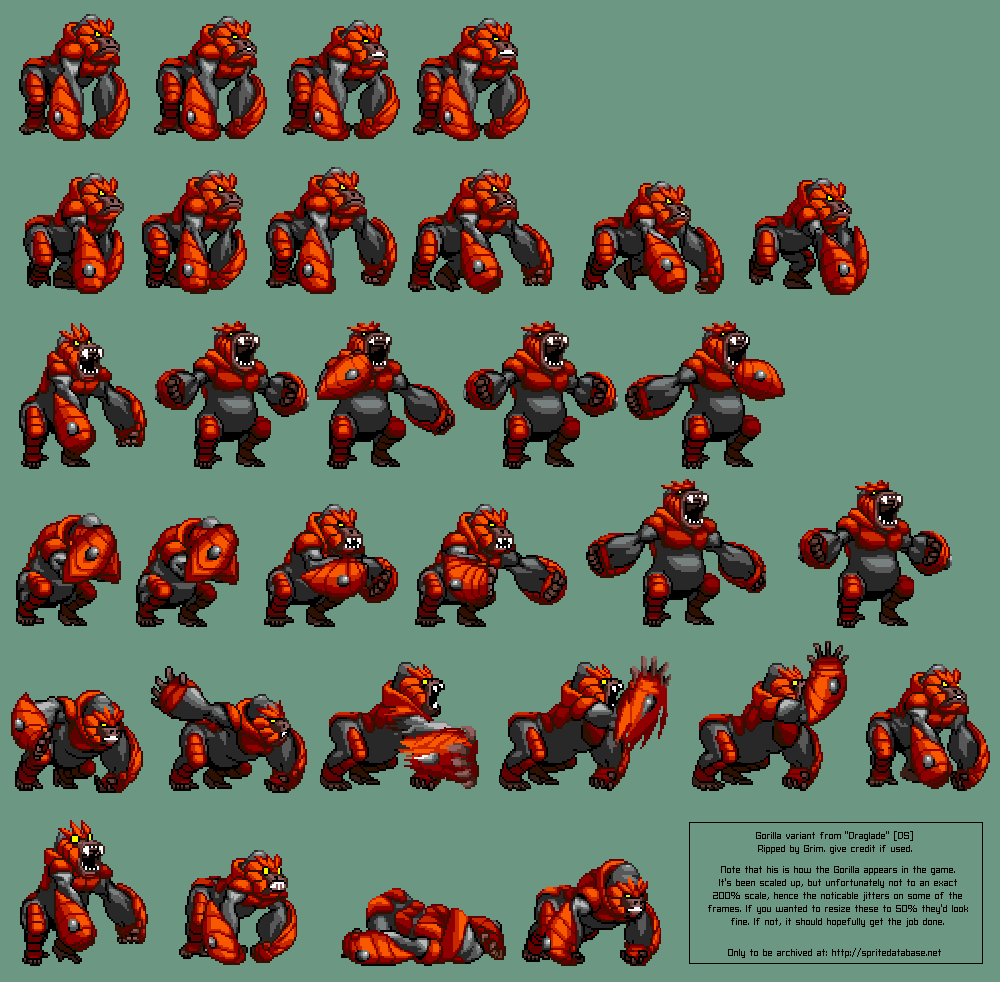 Gorilla variant from "Draglade" [DS]
Ripped by Grim. give credit if used.
Note that his is how the Gorilla appears in the game.
It's been scaled up, but unfortunately not to an exact
200% scale, hence the noticable jitters on some of the
frames. If you wanted to resize these to 50% they'd look
fine. If not, it should hopefully get the job done.
Only to be archived at: http://spritedatabase.net